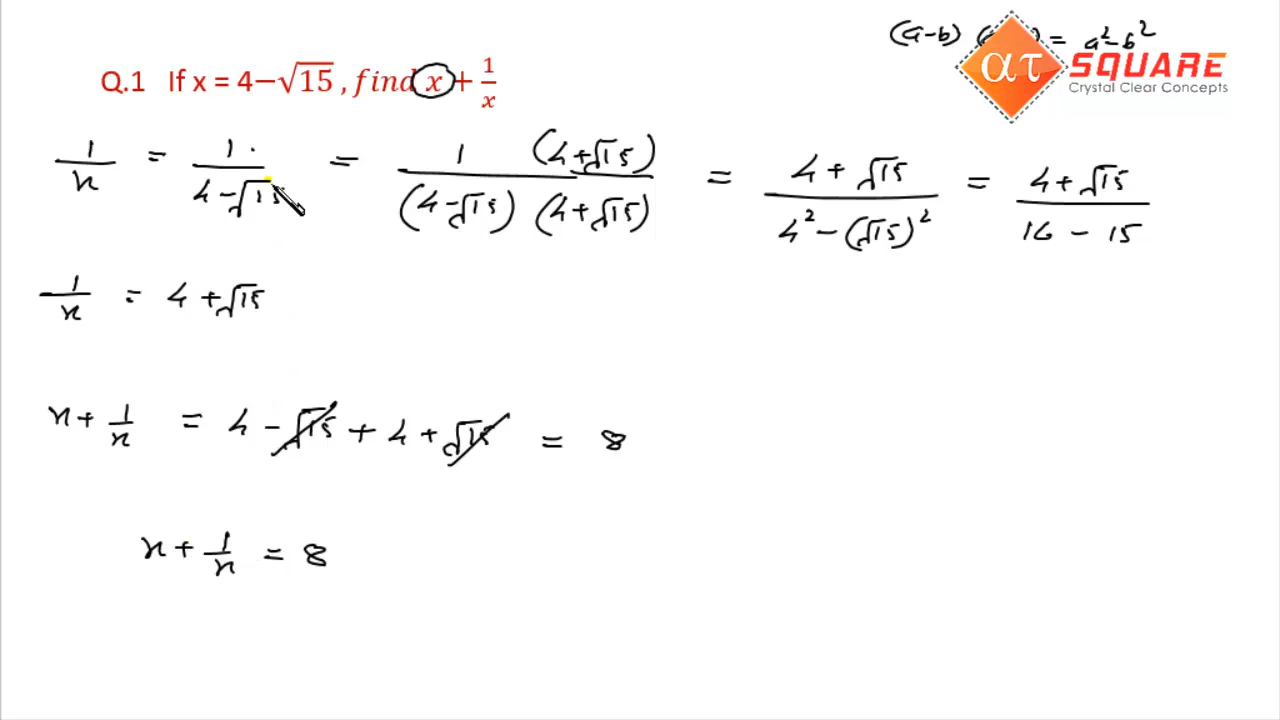 (a-b) ( ) = a²-b²
ατ SQUARE
Crystal Clear Concepts
Q.1 If x = 4−√15 , find x + 1/x
1/x = 1/(4-√15) = 1/(4-√15) (4+√15)/(4+√15) = (4+√15)/(4²-(√15)²) = (4+√15)/(16-15)
1/x = 4+√15
x+1/x = 4-√15+4+√15 = 8
x+1/x = 8